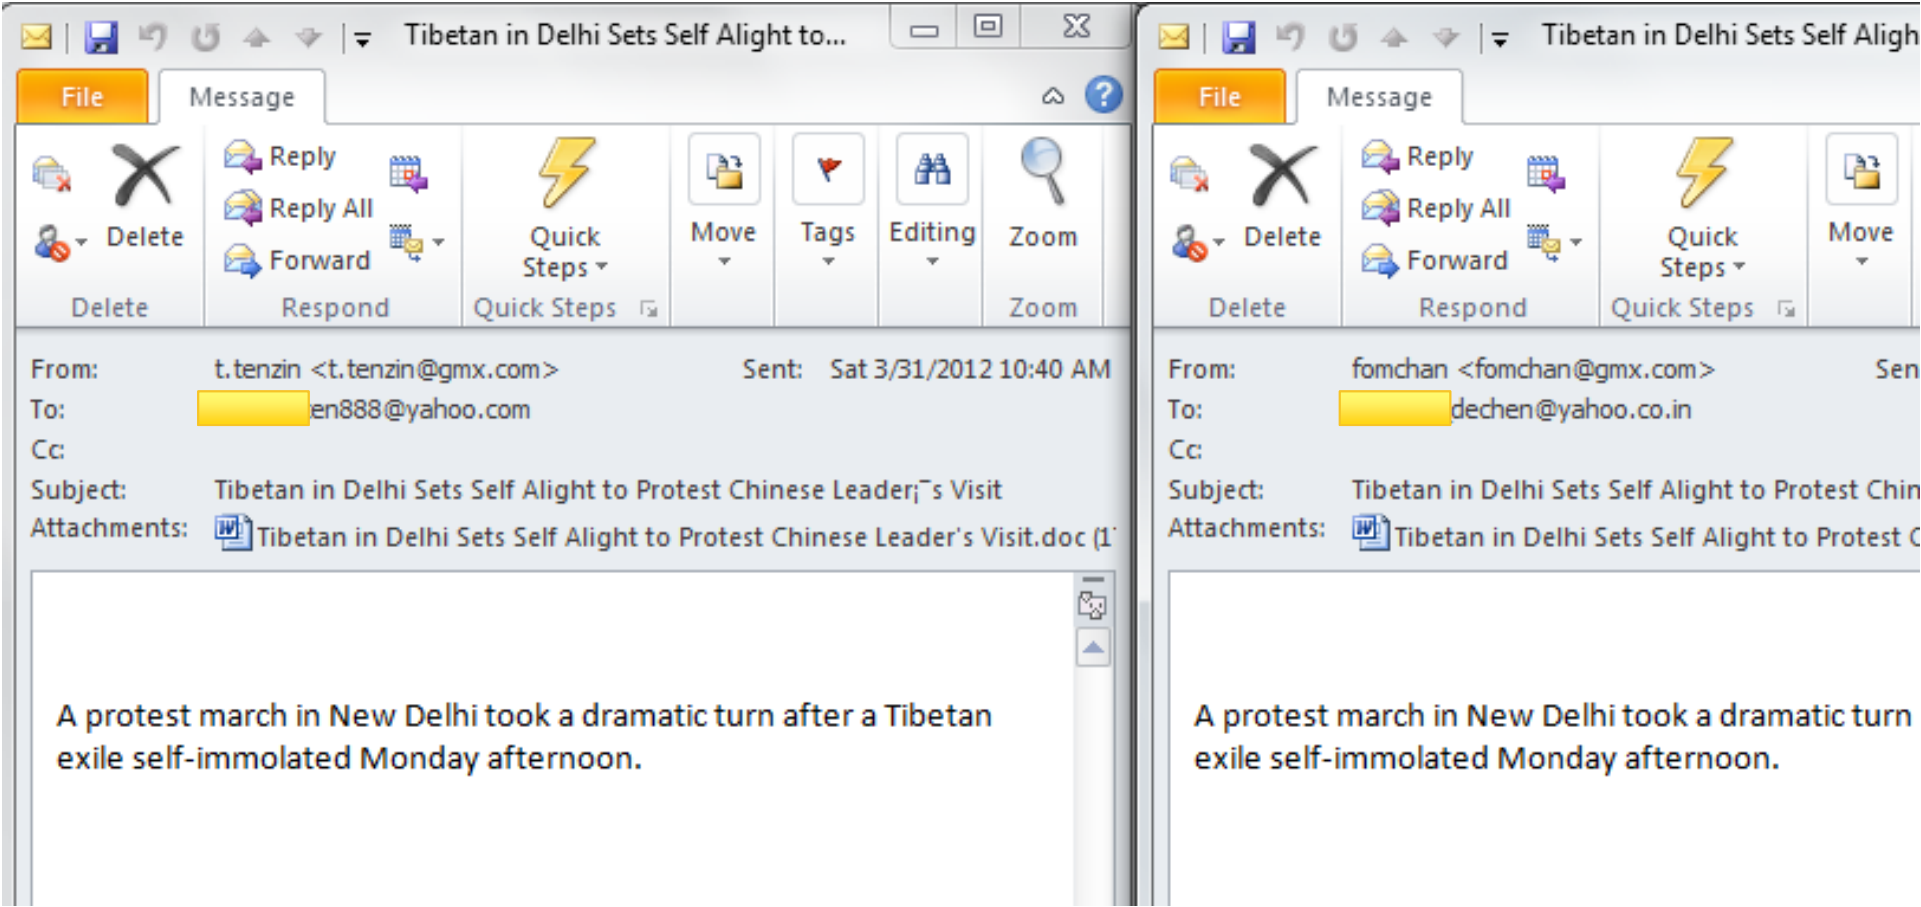 Tibetan in Delhi Sets Self Alight to...
File
Message
Delete
Reply
Reply All
Forward
Quick
Steps
Move
Tags
Editing
Zoom
Delete
Respond
Quick Steps
Zoom
From: t.tenzin <t.tenzin@gmx.com> Sent: Sat 3/31/2012 10:40 AM
To: en888@yahoo.com
Cc:
Subject: Tibetan in Delhi Sets Self Alight to Protest Chinese Leader¡¯s Visit
Attachments: Tibetan in Delhi Sets Self Alight to Protest Chinese Leader's Visit.doc (1
A protest march in New Delhi took a dramatic turn after a Tibetan
exile self-immolated Monday afternoon.
Tibetan in Delhi Sets Self Aligh
File
Message
Delete
Reply
Reply All
Forward
Quick
Steps
Move
Delete
Respond
Quick Steps
From: fomchan <fomchan@gmx.com> Sen
To: dechen@yahoo.co.in
Cc:
Subject: Tibetan in Delhi Sets Self Alight to Protest Chin
Attachments: Tibetan in Delhi Sets Self Alight to Protest C
A protest march in New Delhi took a dramatic turn
exile self-immolated Monday afternoon.